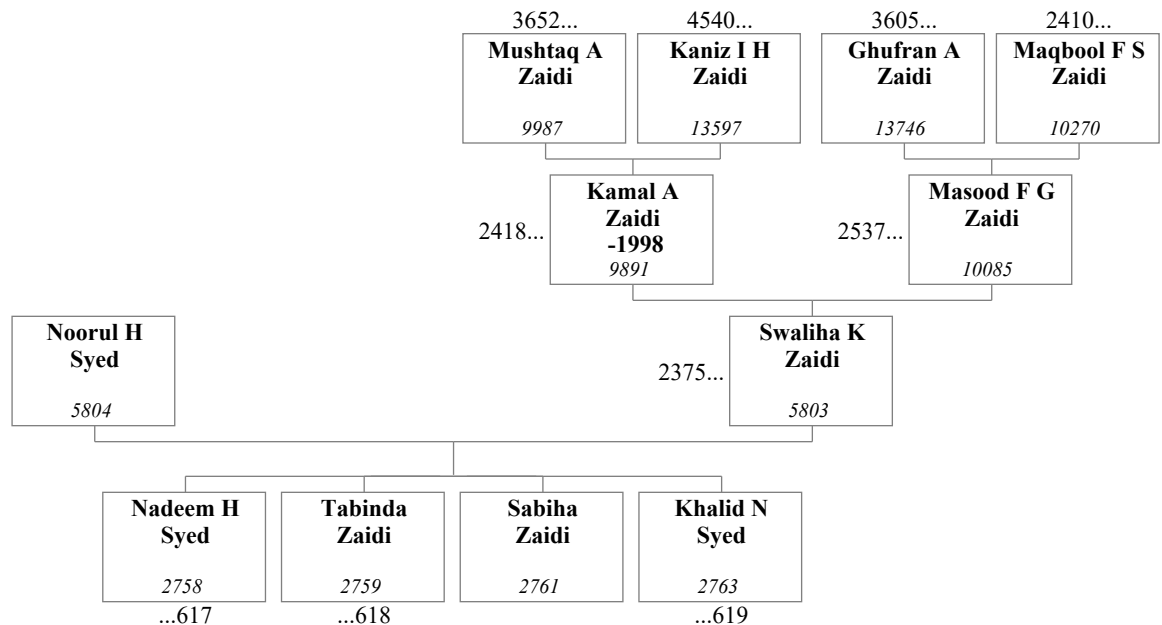 3652...
4540...
3605...
2410...
Mushtaq A
Zaidi
9987
Kaniz I H
Zaidi
13597
Ghufran A
Zaidi
13746
Maqbool F S
Zaidi
10270
2418...
Kamal A
Zaidi
-1998
9891
2537...
Masood F G
Zaidi
10085
Noorul H
Syed
5804
2375...
Swaliha K
Zaidi
5803
Nadeem H
Syed
2758
...617
Tabinda
Zaidi
2759
...618
Sabiha
Zaidi
2761
Khalid N
Syed
2763
...619